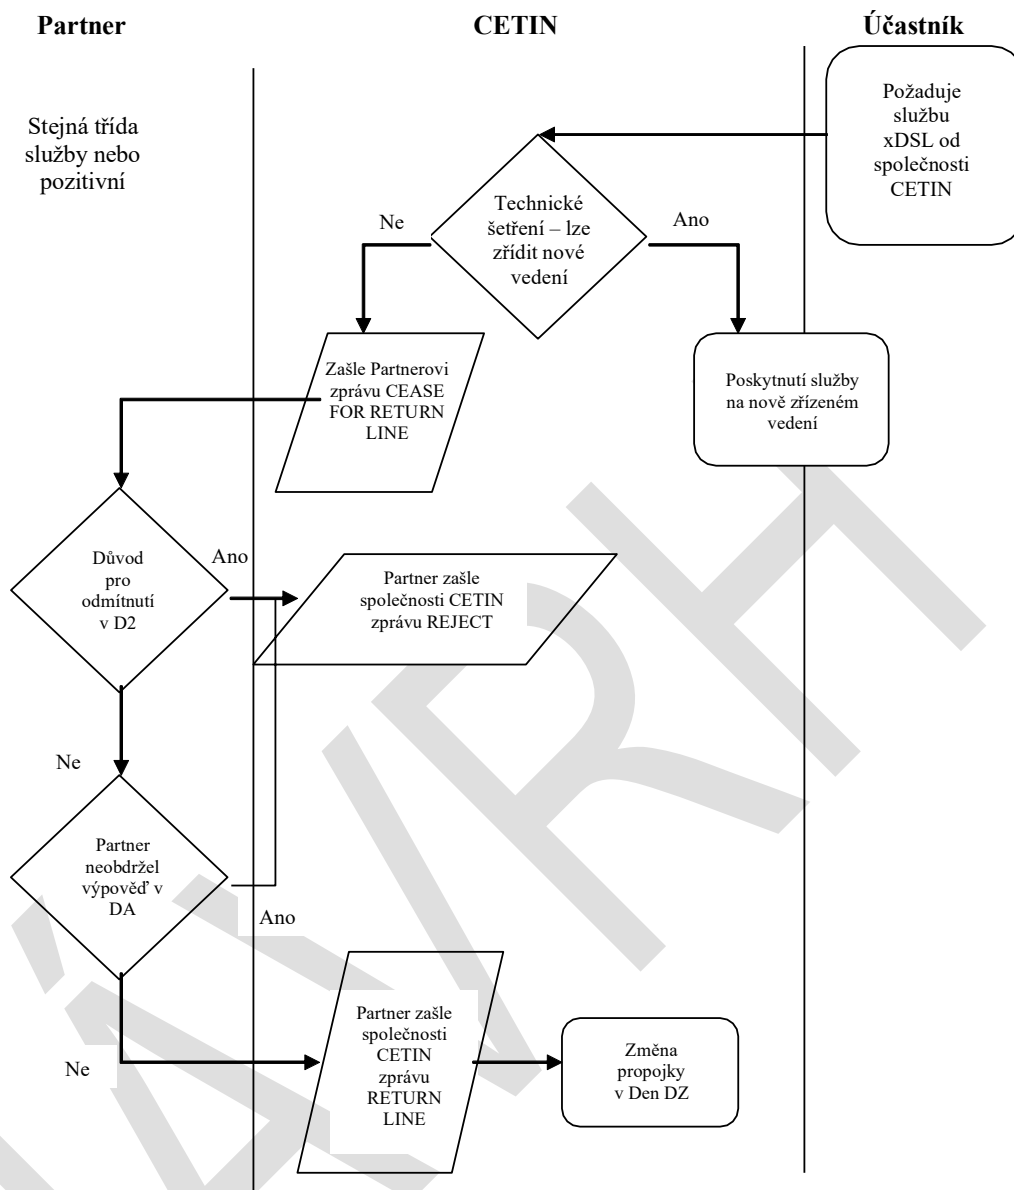 Partner
CETIN
Účastník
Stejná třída
služby nebo
pozitivní
Požaduje
službu
xDSL od
společnosti
CETIN
Technické
šetření – lze
zřídit nové
vedení
Ne
Ano
Zašle Partnerovi
zprávu CEASE
FOR RETURN
LINE
Poskytnutí služby
na nově zřízeném
vedení
Důvod
pro
odmítnutí
v D2
Ano
Partner zašle
společnosti CETIN
zprávu REJECT
Ne
Partner
neobdržel
výpověď v
DA
Ano
Partner zašle
společnosti
CETIN
zprávu
RETURN
LINE
Ne
Změna
propojky
v Den DZ
NÁVRH